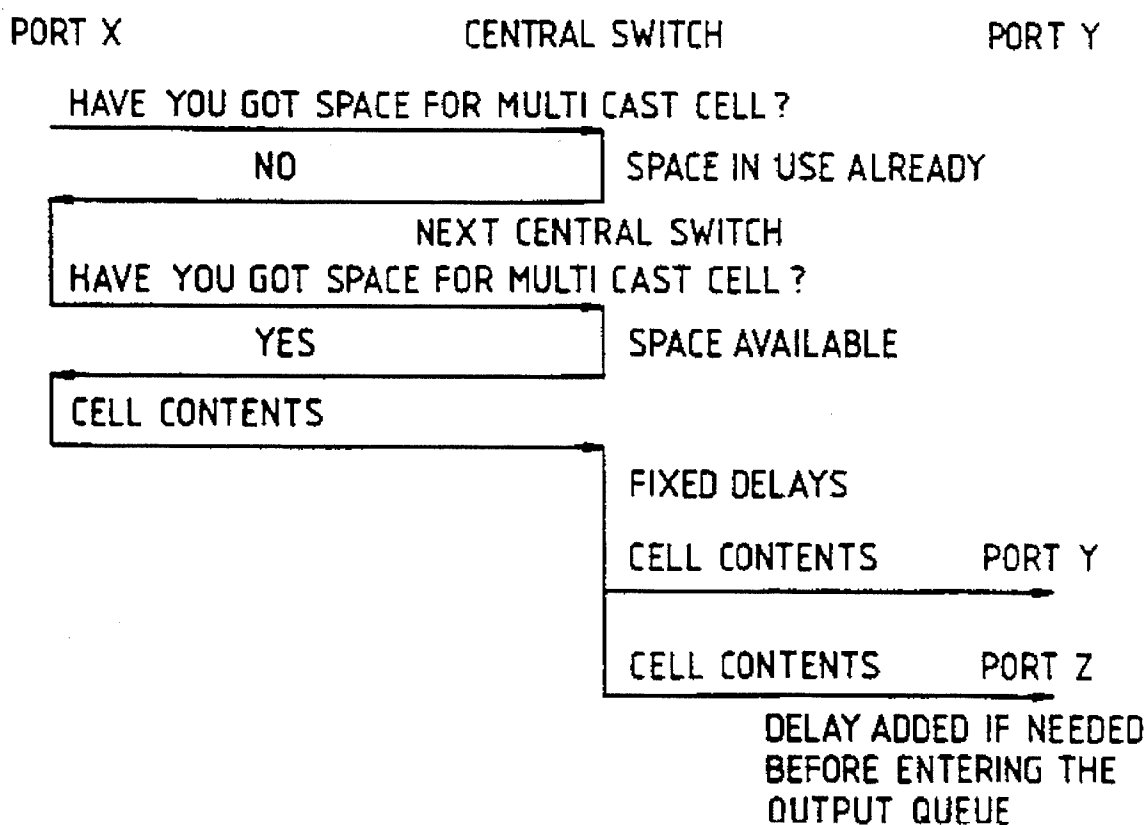 PORT X CENTRAL SWITCH PORT Y
HAVE YOU GOT SPACE FOR MULTI CAST CELL?
NO SPACE IN USE ALREADY
NEXT CENTRAL SWITCH
HAVE YOU GOT SPACE FOR MULTI CAST CELL?
YES SPACE AVAILABLE
CELL CONTENTS
FIXED DELAYS
CELL CONTENTS PORT Y
CELL CONTENTS PORT Z
DELAY ADDED IF NEEDED
BEFORE ENTERING THE
OUTPUT QUEUE